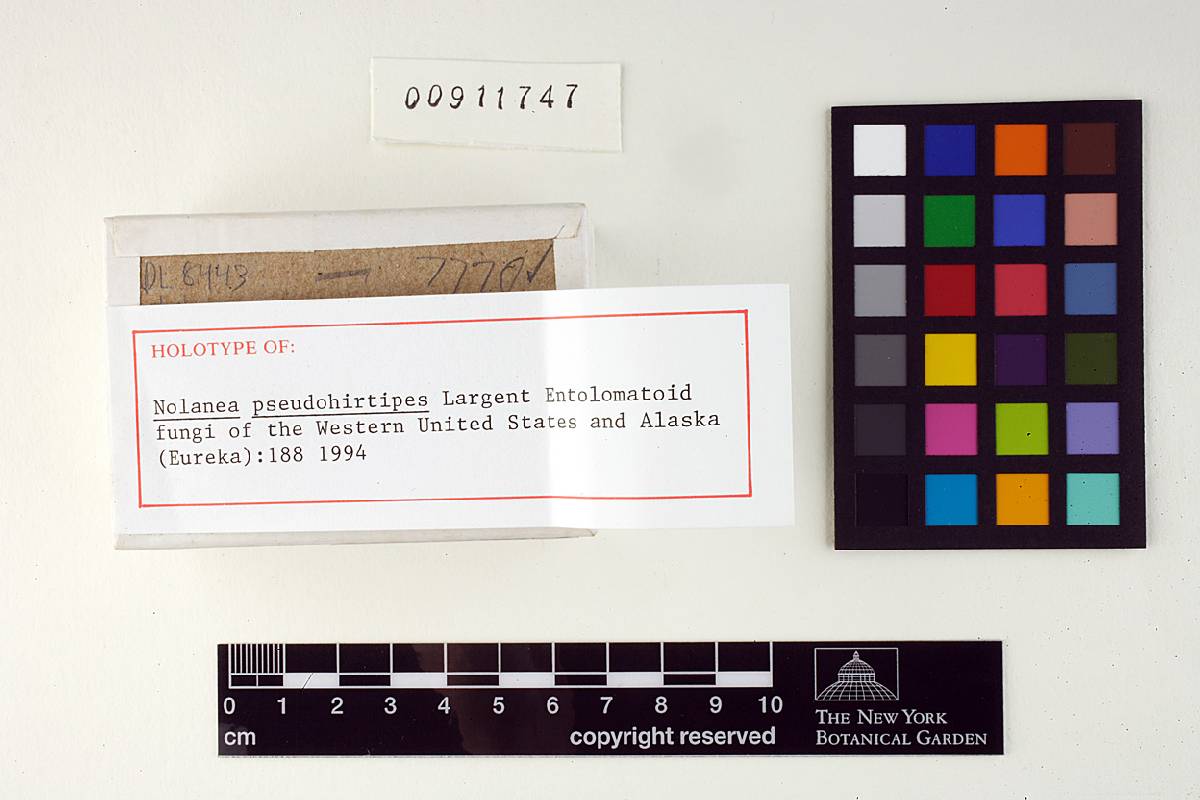 00911747
DL 8443 — 7770✓
HOLOTYPE OF:
Nolanea pseudohirtipes Largent Entolomatoid
fungi of the Western United States and Alaska
(Eureka):188 1994
0 1 2 3 4 5 6 7 8 9 10
cm
copyright reserved
THE NEW YORK
BOTANICAL GARDEN